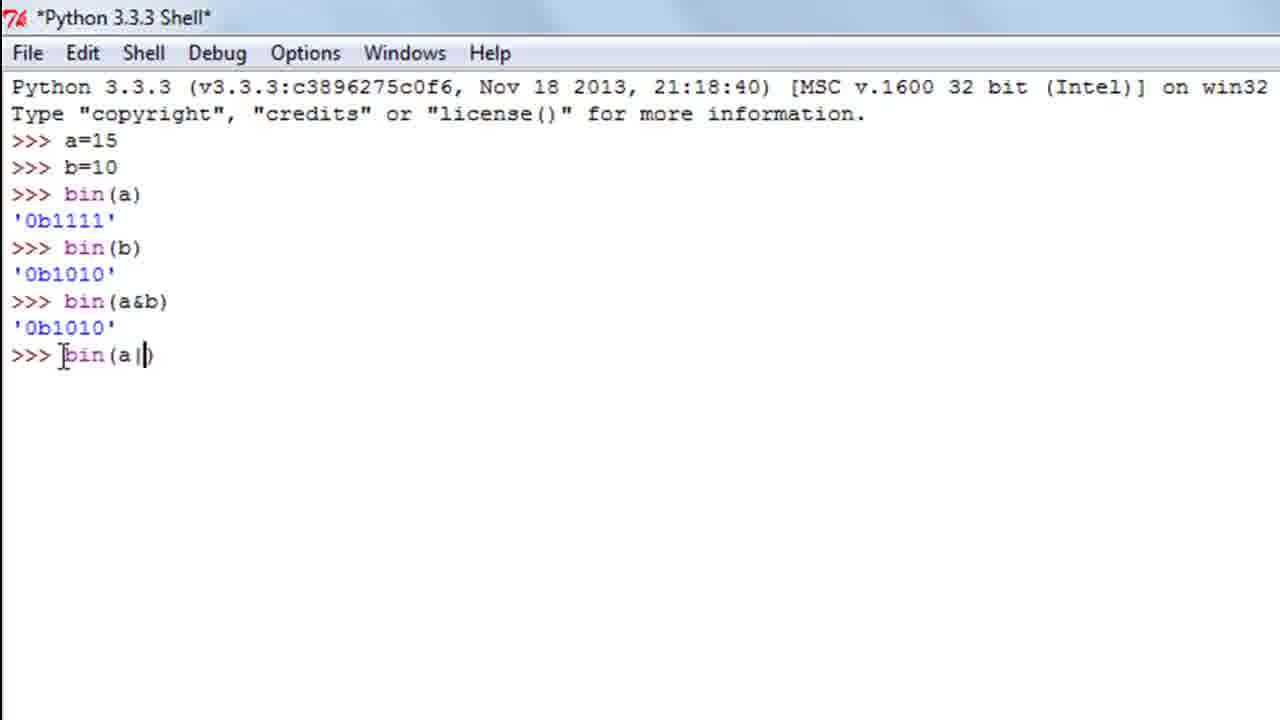 *Python 3.3.3 Shell*
File Edit Shell Debug Options Windows Help
Python 3.3.3 (v3.3.3:c3896275c0f6, Nov 18 2013, 21:18:40) [MSC v.1600 32 bit (Intel)] on win32
Type "copyright", "credits" or "license()" for more information.
>>> a=15
>>> b=10
>>> bin(a)
'0b1111'
>>> bin(b)
'0b1010'
>>> bin(a&b)
'0b1010'
>>> bin(a|)